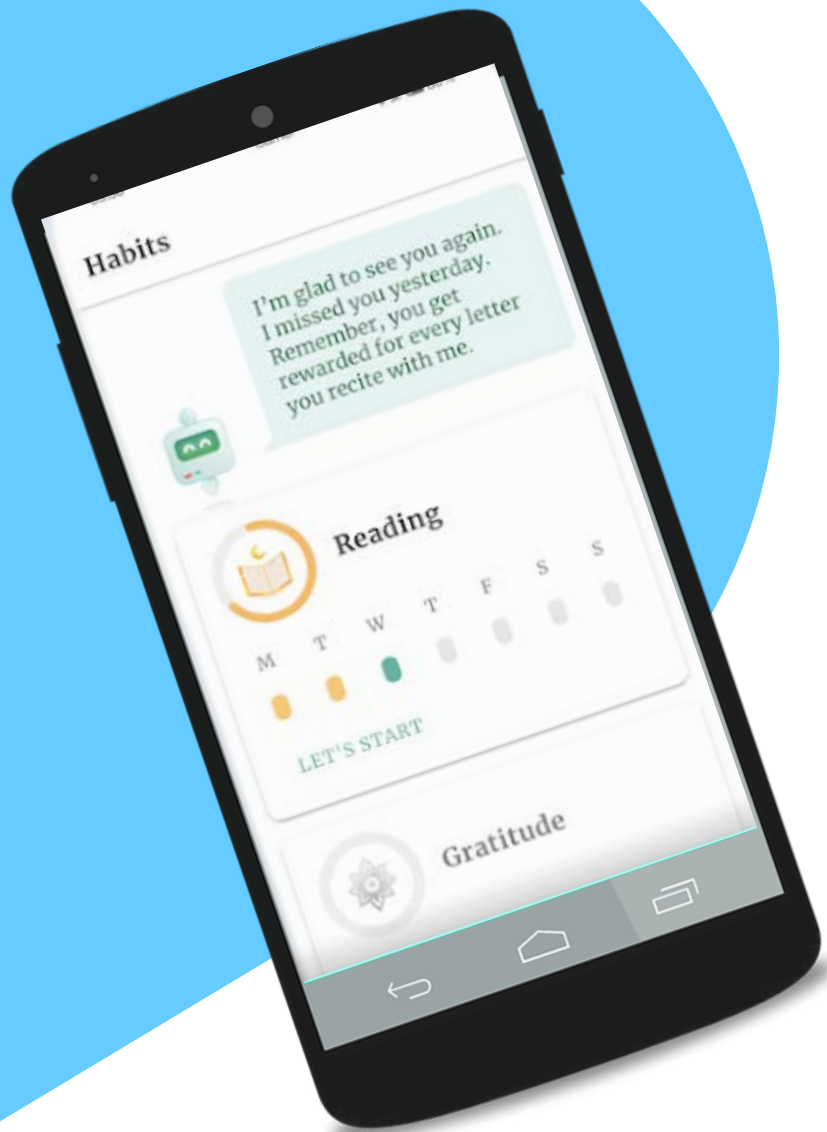 Habits
I'm glad to see you again.
I missed you yesterday.
Remember, you get
rewarded for every letter
you recite with me.
Reading
M T W T F S S
LET'S START
Gratitude